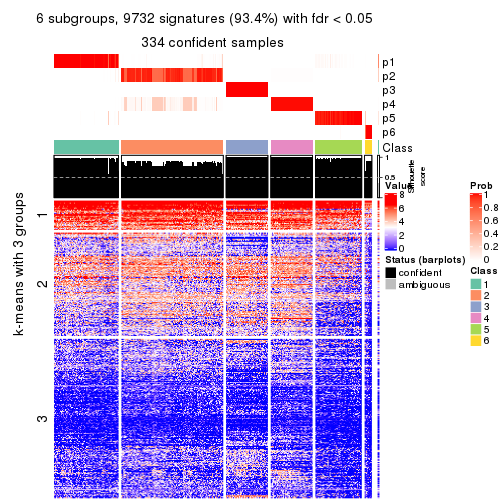 6 subgroups, 9732 signatures (93.4%) with fdr < 0.05
334 confident samples
p1
p2
p3
p4
p5
p6
Class
1
0.5
0
Silhouette
score
k-means with 3 groups
1
2
3
Value
8
6
4
2
0
Status (barplots)
confident
ambiguous
Prob
1
0.8
0.6
0.4
0.2
0
Class
1
2
3
4
5
6